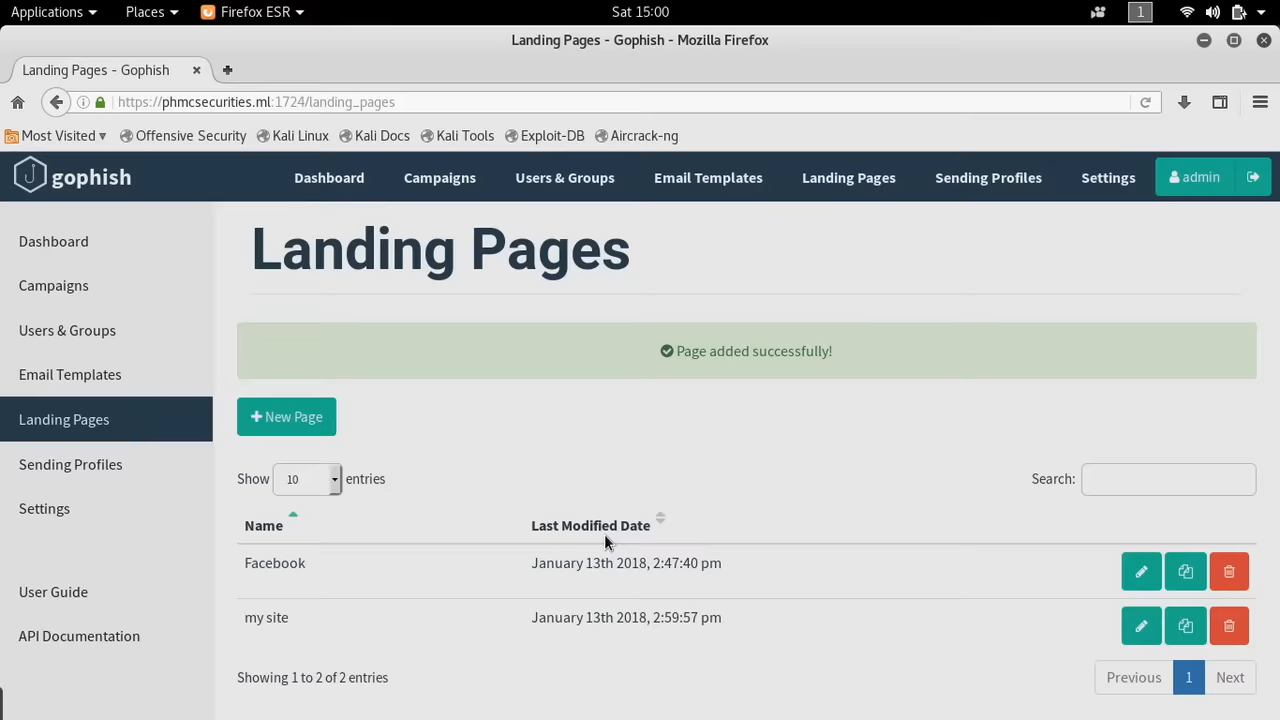 Applications Places Firefox ESR Sat 15:00 1
Landing Pages - Gophish - Mozilla Firefox
Landing Pages - Gophish
https://phmcsecurities.ml:1724/landing_pages
Most Visited Offensive Security Kali Linux Kali Docs Kali Tools Exploit-DB Aircrack-ng
gophish Dashboard Campaigns Users & Groups Email Templates Landing Pages Sending Profiles Settings admin
Dashboard
Campaigns
Users & Groups
Email Templates
Landing Pages
Sending Profiles
Settings
User Guide
API Documentation
Landing Pages
Page added successfully!
+ New Page
Show 10 entries Search:
Name Last Modified Date
Facebook January 13th 2018, 2:47:40 pm
my site January 13th 2018, 2:59:57 pm
Showing 1 to 2 of 2 entries Previous 1 Next